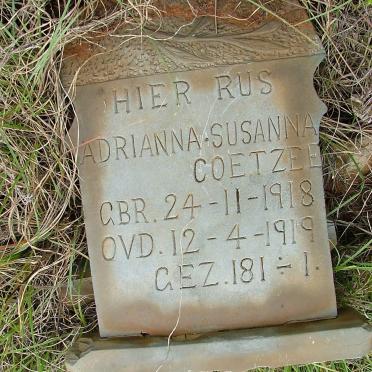 HIER RUS
ADRIANNA·SUSANNA
COETZEE
GBR. 24-11-1918
OVD. 12-4-1919
GEZ. 181 ÷ 1.